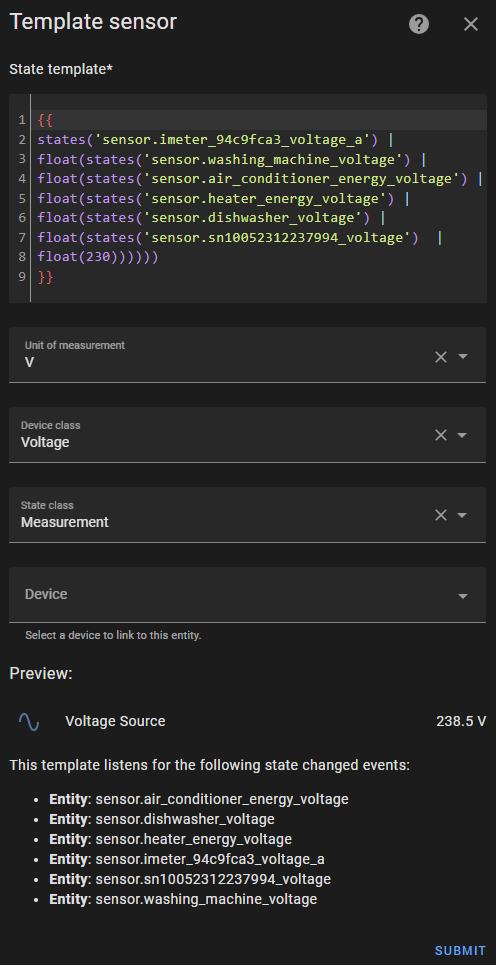 Template sensor
State template*
1 {{
2 states('sensor.imeter_94c9fca3_voltage_a') |
3 float(states('sensor.washing_machine_voltage') |
4 float(states('sensor.air_conditioner_energy_voltage') |
5 float(states('sensor.heater_energy_voltage') |
6 float(states('sensor.dishwasher_voltage') |
7 float(states('sensor.sn10052312237994_voltage')  |
8 float(230))))))
9 }}
Unit of measurement
V
Device class
Voltage
State class
Measurement
Device
Select a device to link to this entity.
Preview:
Voltage Source 238.5 V
This template listens for the following state changed events:
• Entity: sensor.air_conditioner_energy_voltage
• Entity: sensor.dishwasher_voltage
• Entity: sensor.heater_energy_voltage
• Entity: sensor.imeter_94c9fca3_voltage_a
• Entity: sensor.sn10052312237994_voltage
• Entity: sensor.washing_machine_voltage
SUBMIT